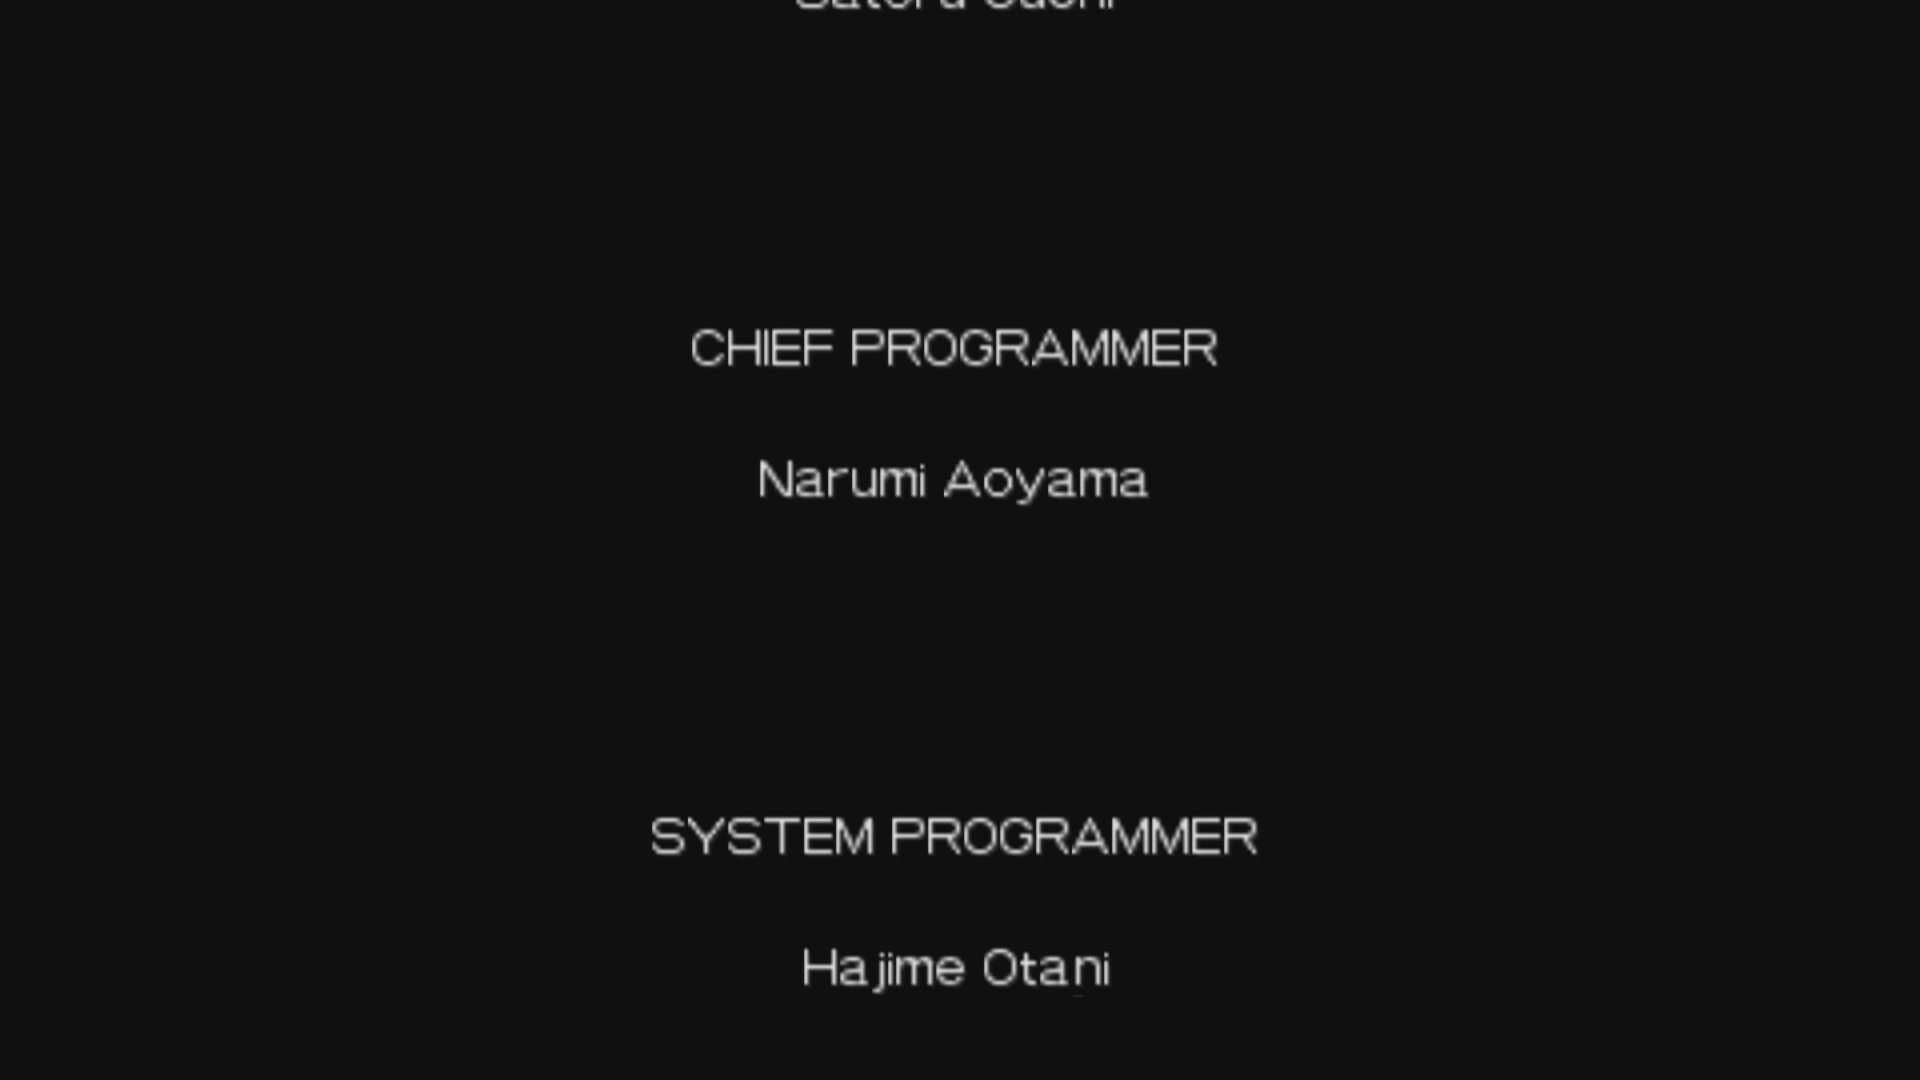 CHIEF PROGRAMMER
Narumi Aoyama
SYSTEM PROGRAMMER
Hajime Otani